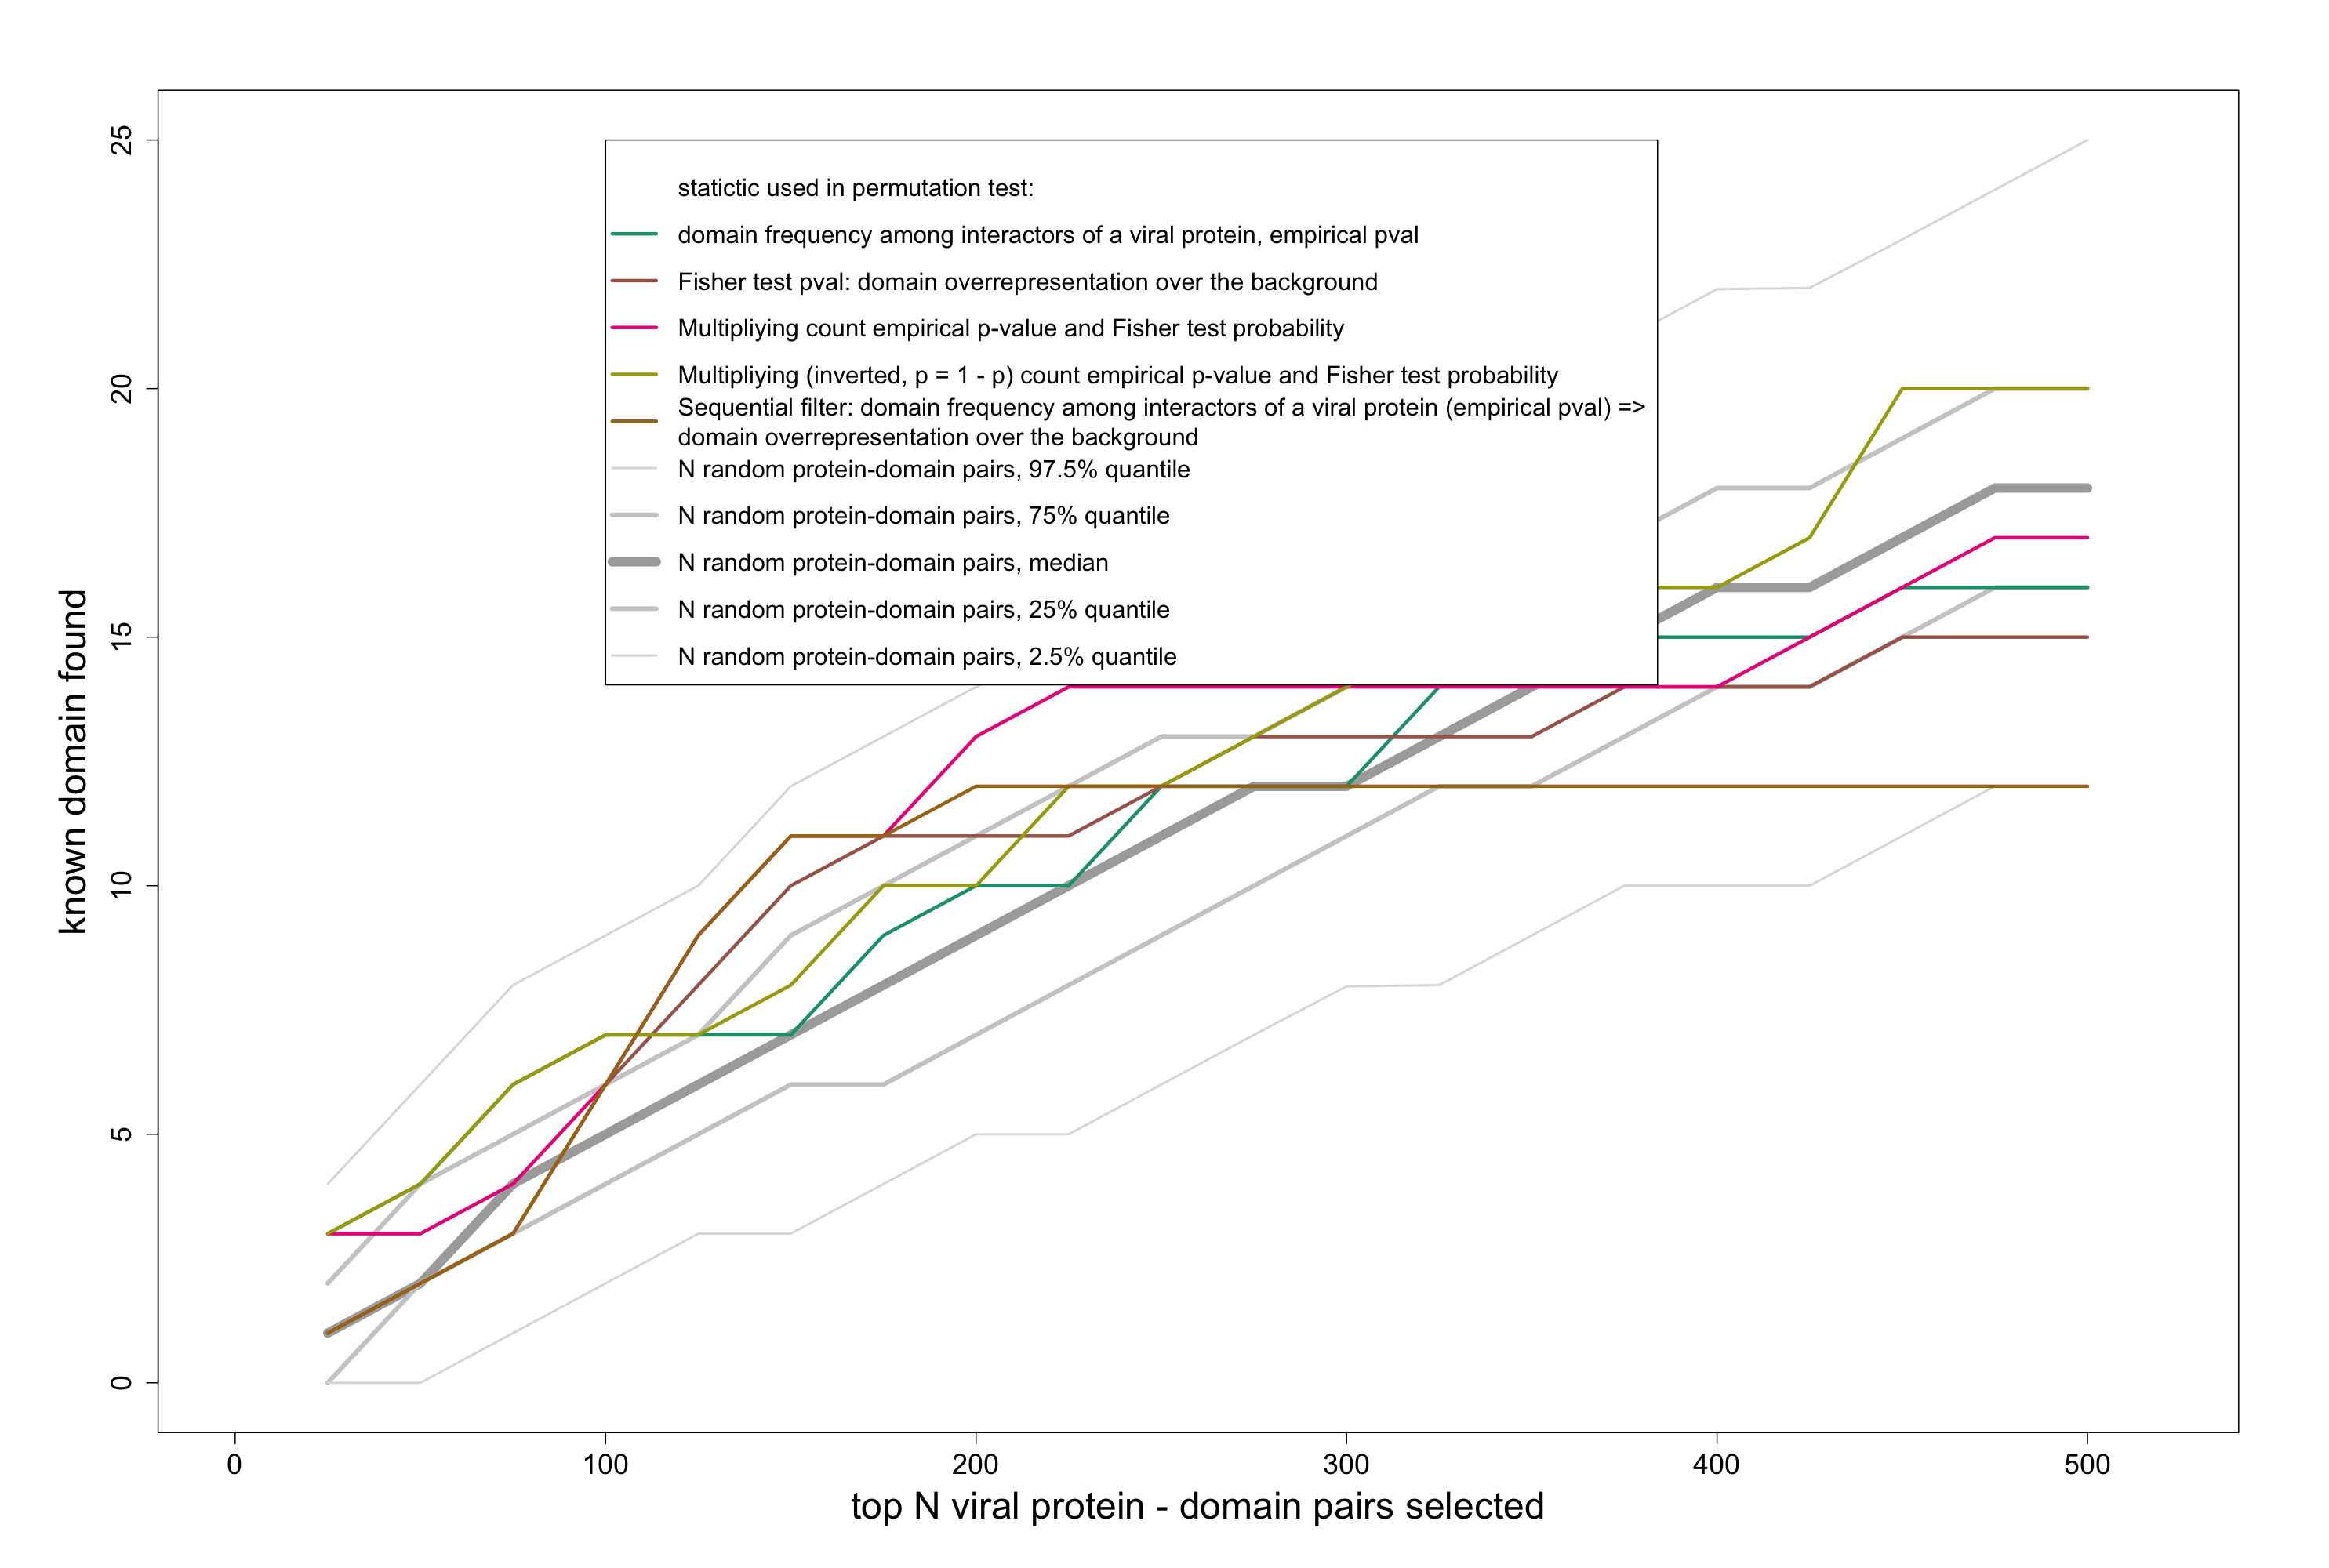 statictic used in permutation test:
domain frequency among interactors of a viral protein, empirical pval
Fisher test pval: domain overrepresentation over the background
Multipliying count empirical p-value and Fisher test probability
Multipliying (inverted, p = 1 - p) count empirical p-value and Fisher test probability
Sequential filter: domain frequency among interactors of a viral protein (empirical pval) =>
domain overrepresentation over the background
N random protein-domain pairs, 97.5% quantile
N random protein-domain pairs, 75% quantile
N random protein-domain pairs, median
N random protein-domain pairs, 25% quantile
N random protein-domain pairs, 2.5% quantile
known domain found
25
20
15
10
5
0
0 100 200 300 400 500
top N viral protein - domain pairs selected